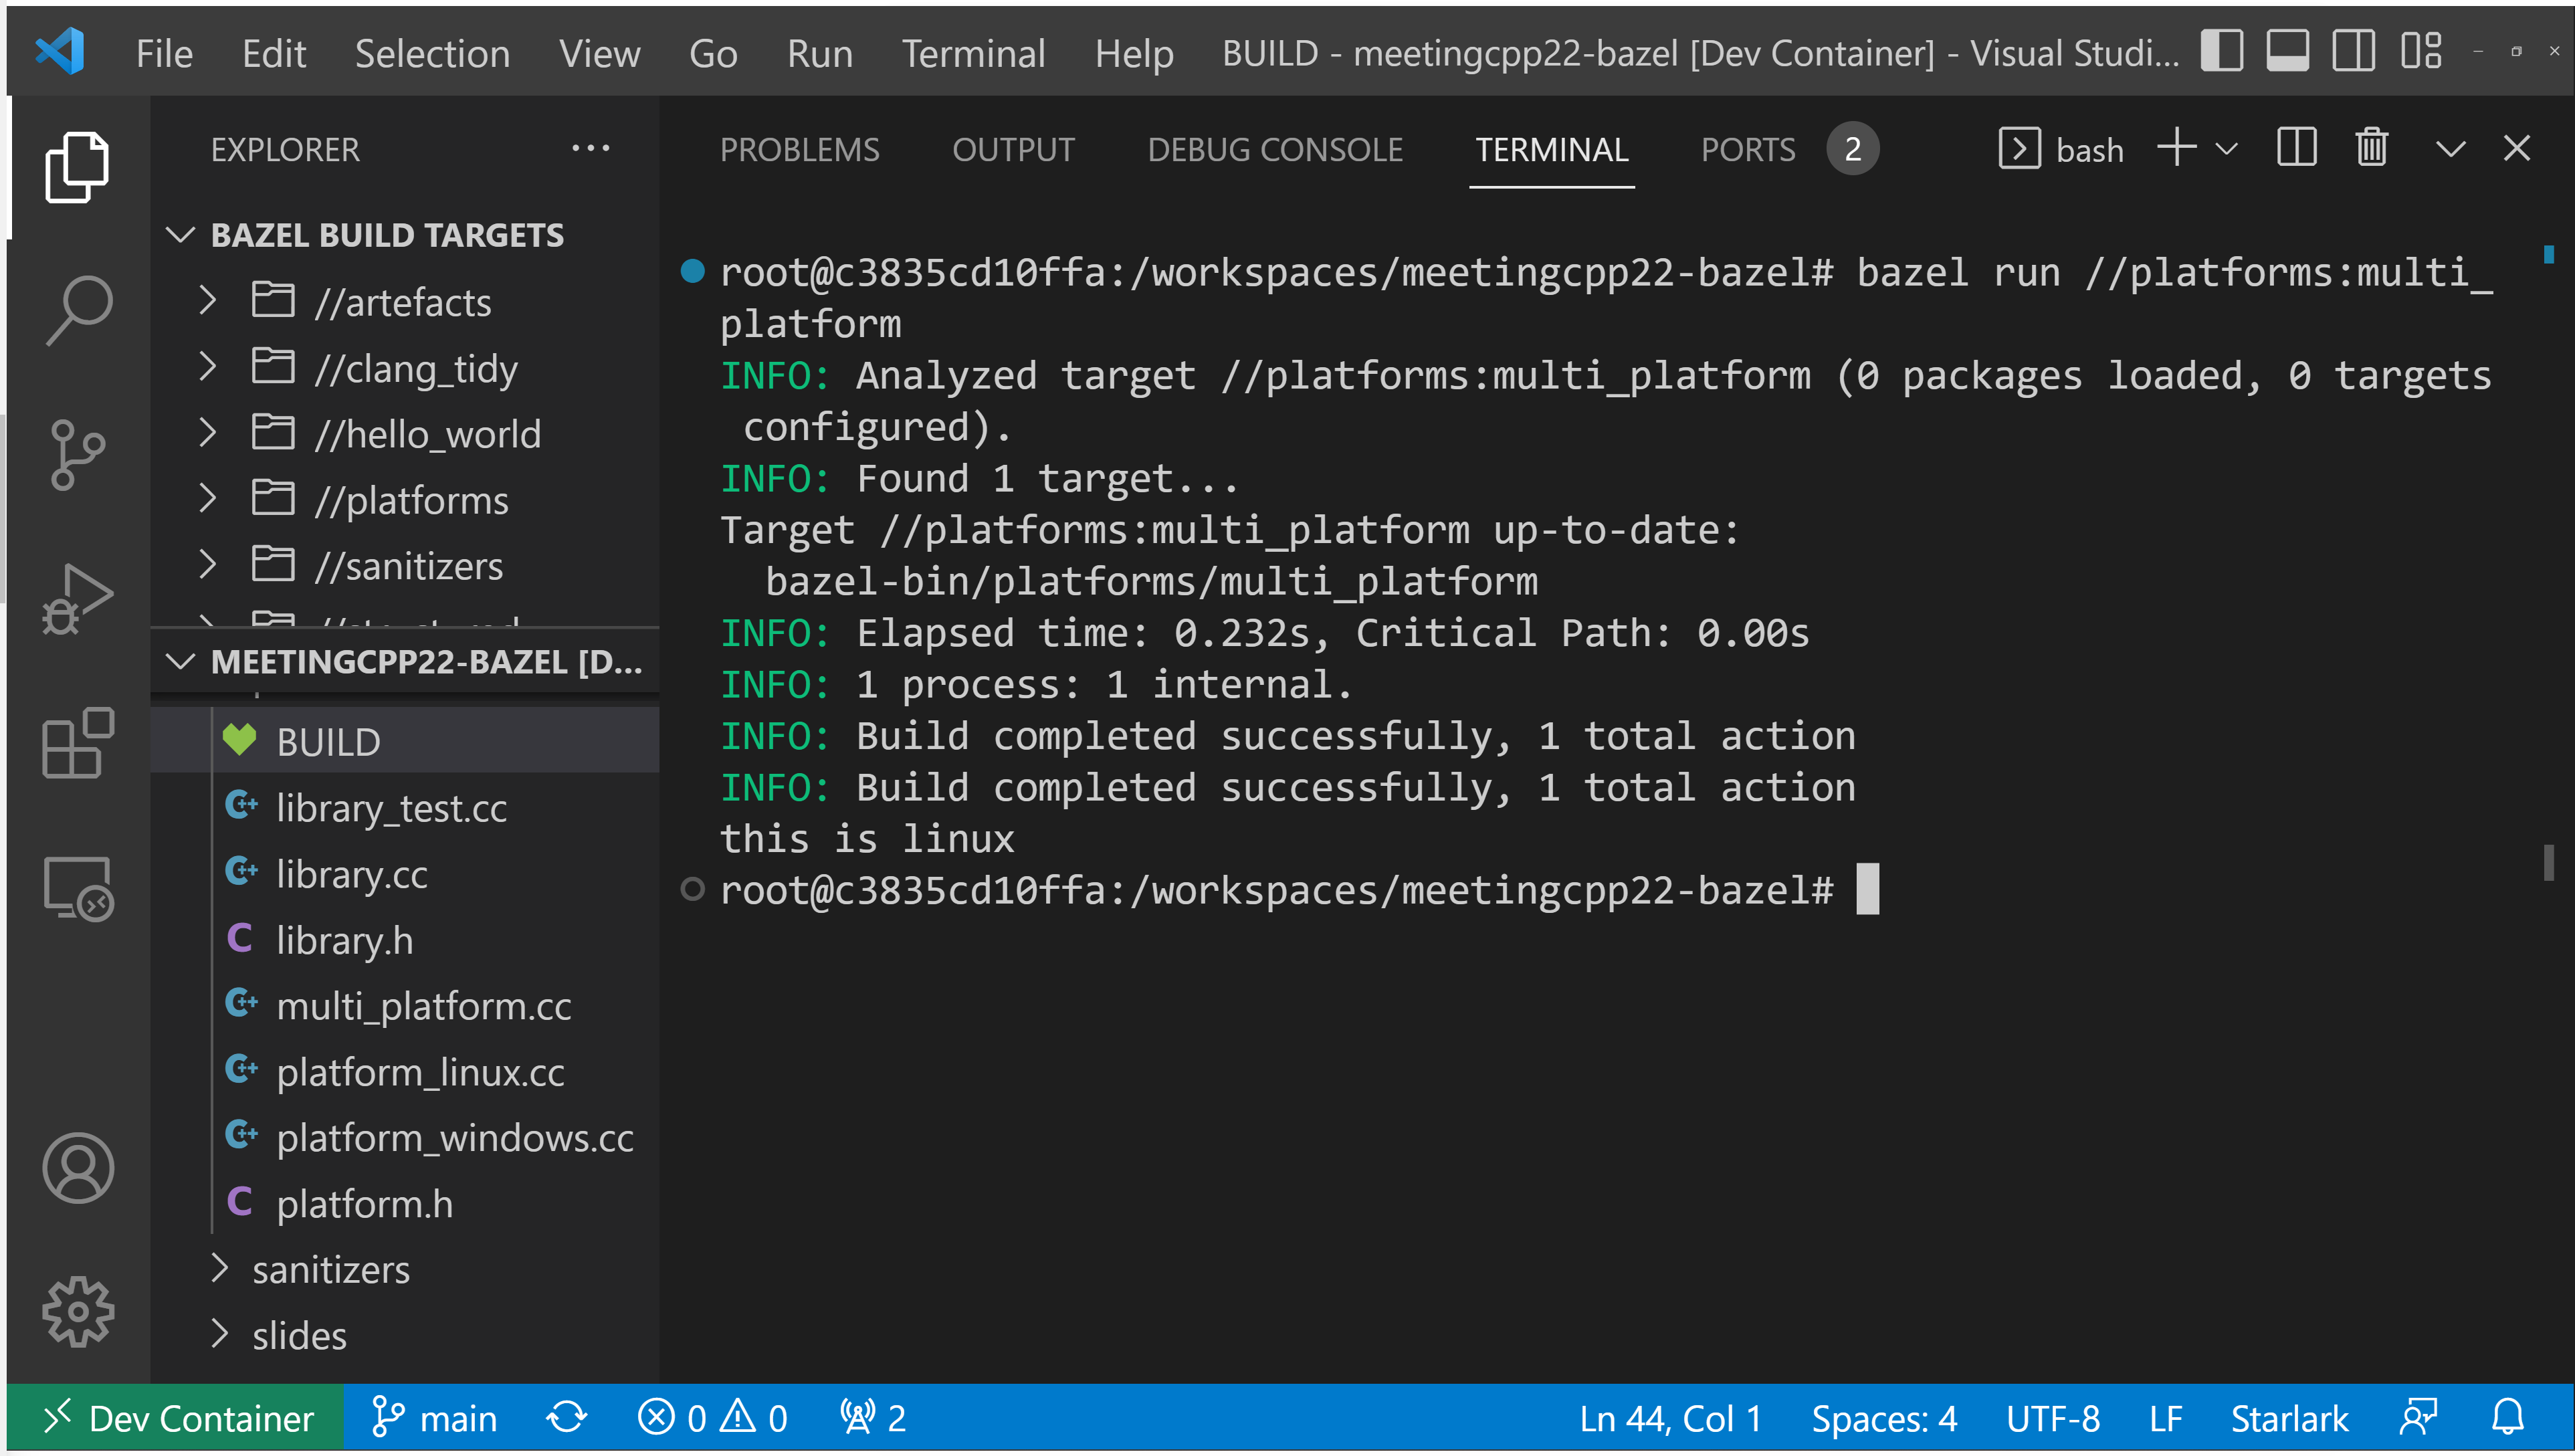 File Edit Selection View Go Run Terminal Help BUILD - meetingcpp22-bazel [Dev Container] - Visual Studi...
EXPLORER
BAZEL BUILD TARGETS
//artefacts
//clang_tidy
//hello_world
//platforms
//sanitizers
MEETINGCPP22-BAZEL [D...
BUILD
library_test.cc
library.cc
library.h
multi_platform.cc
platform_linux.cc
platform_windows.cc
platform.h
sanitizers
slides
PROBLEMS OUTPUT DEBUG CONSOLE TERMINAL PORTS 2 bash
root@c3835cd10ffa:/workspaces/meetingcpp22-bazel# bazel run //platforms:multi_
platform
INFO: Analyzed target //platforms:multi_platform (0 packages loaded, 0 targets
configured).
INFO: Found 1 target...
Target //platforms:multi_platform up-to-date:
bazel-bin/platforms/multi_platform
INFO: Elapsed time: 0.232s, Critical Path: 0.00s
INFO: 1 process: 1 internal.
INFO: Build completed successfully, 1 total action
INFO: Build completed successfully, 1 total action
this is linux
root@c3835cd10ffa:/workspaces/meetingcpp22-bazel#
Dev Container main 0 0 2 Ln 44, Col 1 Spaces: 4 UTF-8 LF Starlark